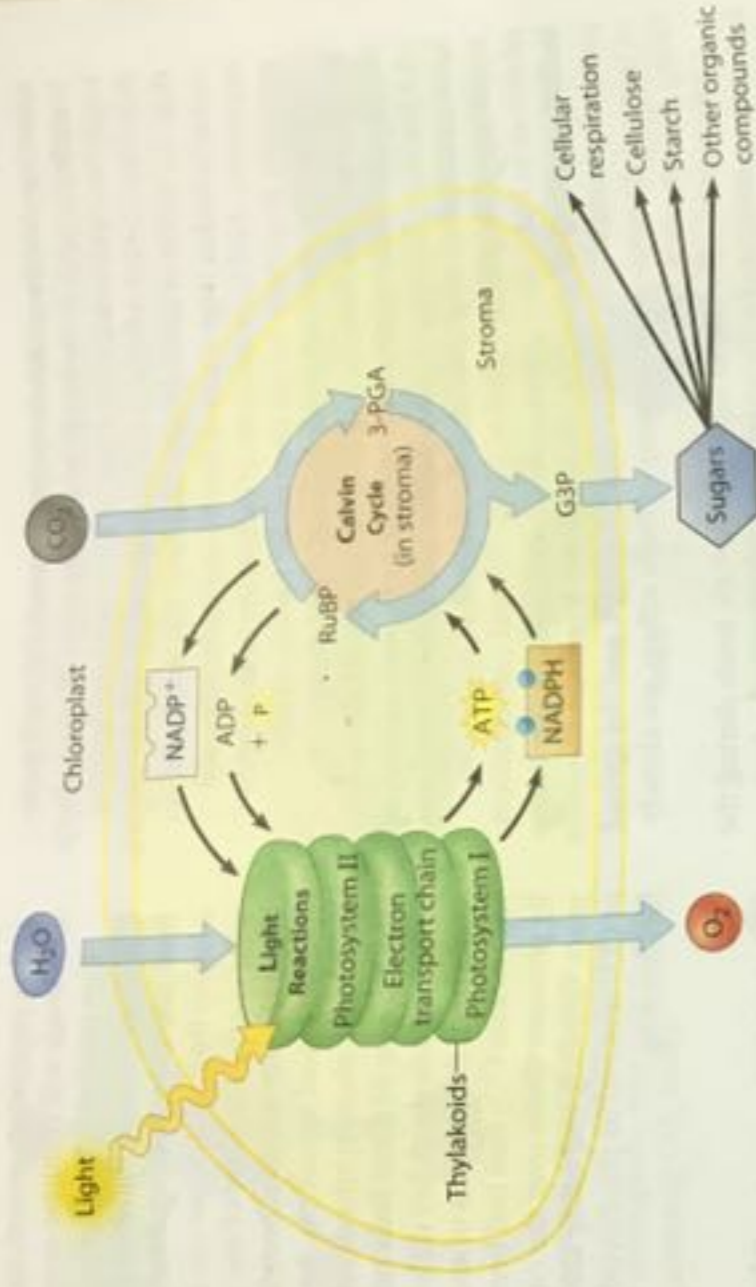 Light
H₂O
CO₂
Chloroplast
NADP⁺
ADP
+ P
Light
Reactions
Photosystem II
Electron
transport chain
Photosystem I
Thylakoids
RuBP
Calvin
Cycle
(in stroma)
3-PGA
ATP
NADPH
Stroma
G3P
O₂
Sugars
Cellular
respiration
Cellulose
Starch
Other organic
compounds